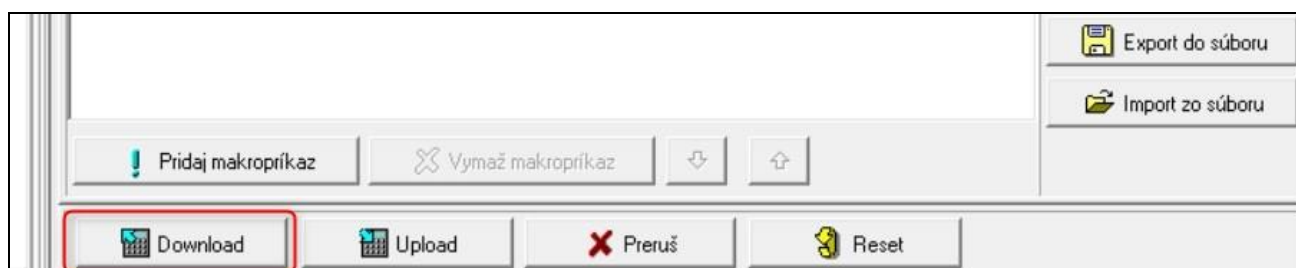 Export do súboru
Import zo súboru
Pridaj makropríkaz Vymaž makropríkaz
Download Upload Preruš Reset